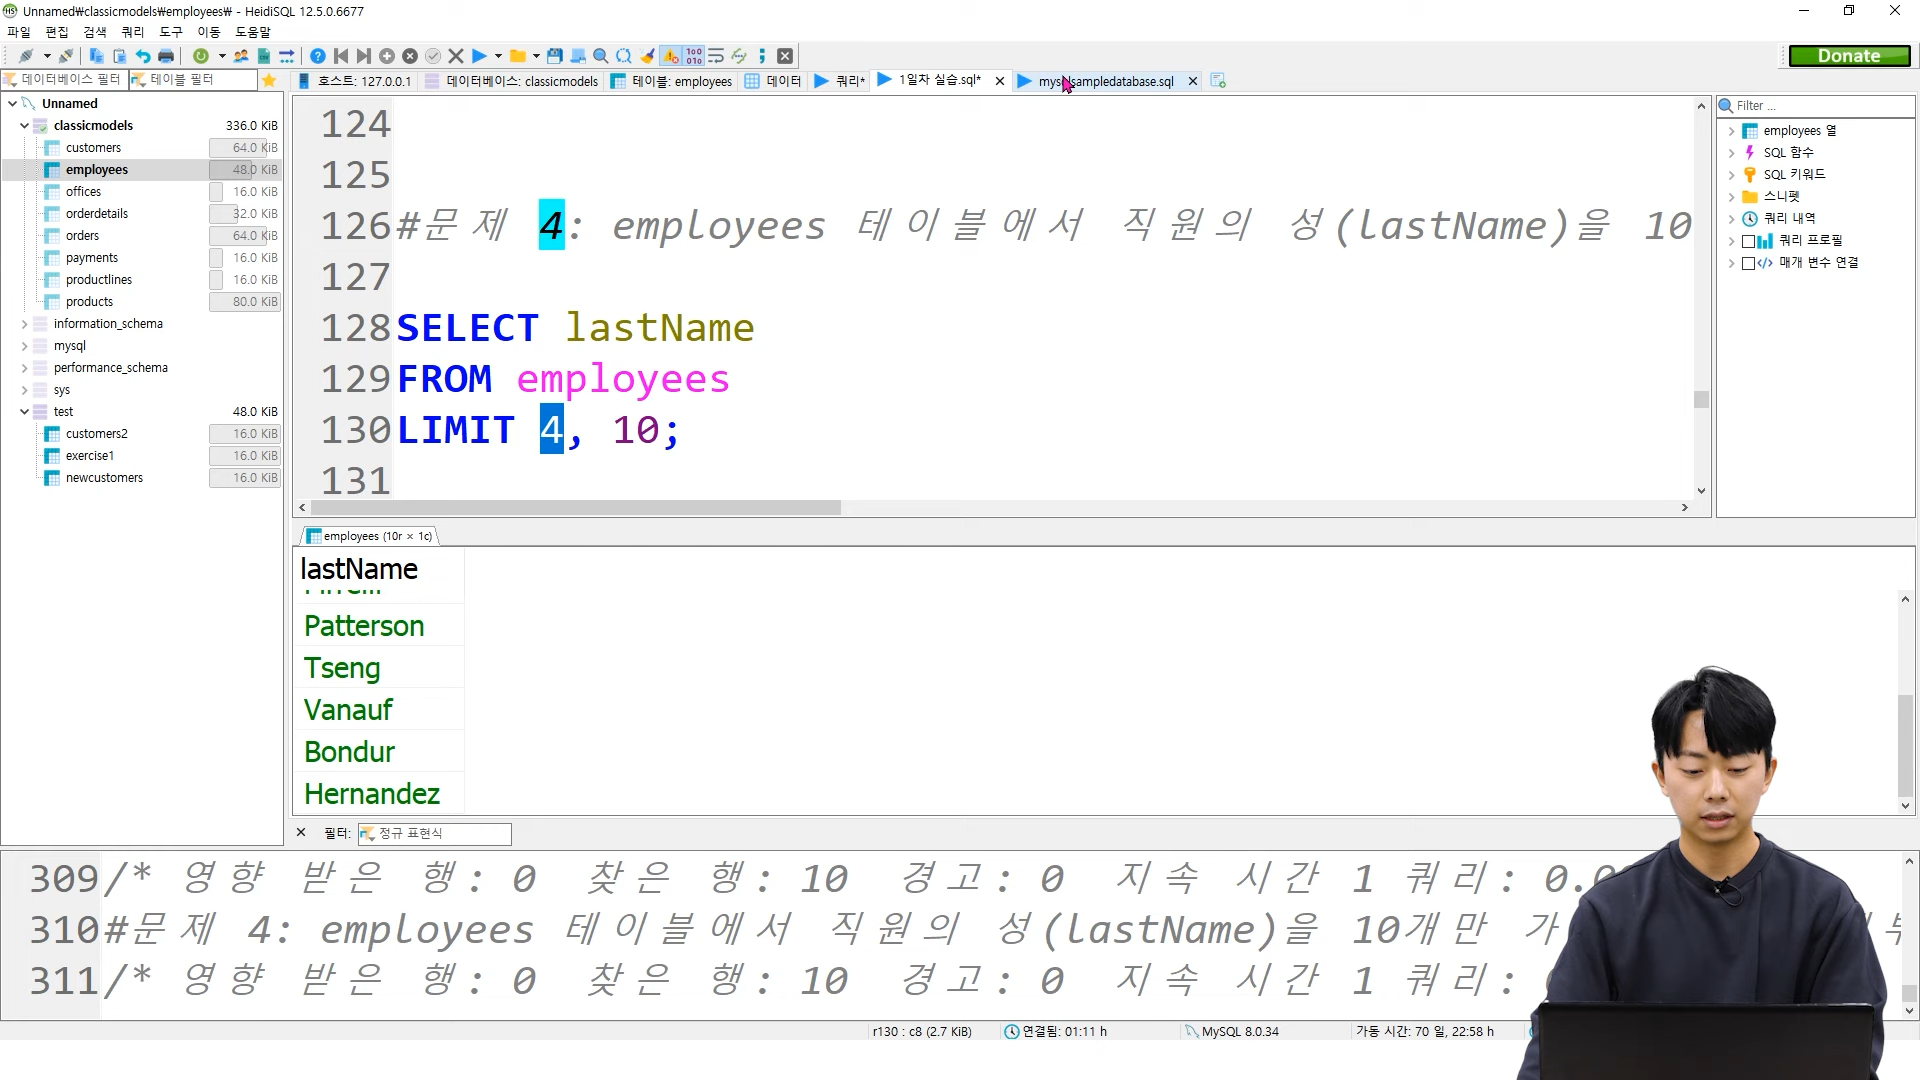 Unnamed₩classicmodels₩employees₩ - HeidiSQL 12.5.0.6677
파일 편집 검색 쿼리 도구 이동 도움말
Donate
데이터베이스 필터 테이블 필터
호스트: 127.0.0.1 데이터베이스: classicmodels 테이블: employees 데이터 쿼리* 1일차 실습.sql* mysqlsampledatabase.sql
Unnamed
classicmodels 336.0 KiB
customers 64.0 KiB
employees 48.0 KiB
offices 16.0 KiB
orderdetails 32.0 KiB
orders 64.0 KiB
payments 16.0 KiB
productlines 16.0 KiB
products 80.0 KiB
information_schema
mysql
performance_schema
sys
test 48.0 KiB
customers2 16.0 KiB
exercise1 16.0 KiB
newcustomers 16.0 KiB
124
125
126 #문제 4: employees 테이블에서 직원의 성(lastName)을 10
127
128 SELECT lastName
129 FROM employees
130 LIMIT 4, 10;
131
Filter ...
employees 열
SQL 함수
SQL 키워드
스니펫
쿼리 내역
쿼리 프로필
매개 변수 연결
employees (10r × 1c)
lastName
Patterson
Tseng
Vanauf
Bondur
Hernandez
필터: 정규 표현식
309 /* 영향 받은 행: 0 찾은 행: 10 경고: 0 지속 시간 1 쿼리: 0.0
310 #문제 4: employees 테이블에서 직원의 성(lastName)을 10개만 가
311 /* 영향 받은 행: 0 찾은 행: 10 경고: 0 지속 시간 1 쿼리:
r130 : c8 (2.7 KiB) 연결됨: 01:11 h MySQL 8.0.34 가동 시간: 70 일, 22:58 h